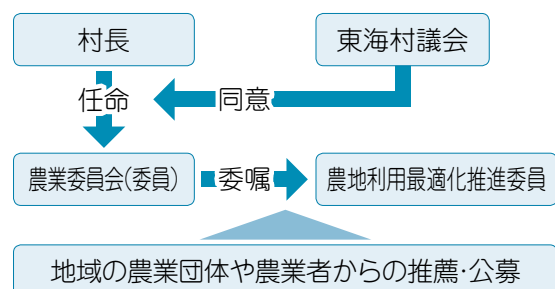 村長
東海村議会
任命
同意
農業委員会(委員)
委嘱
農地利用最適化推進委員
地域の農業団体や農業者からの推薦・公募